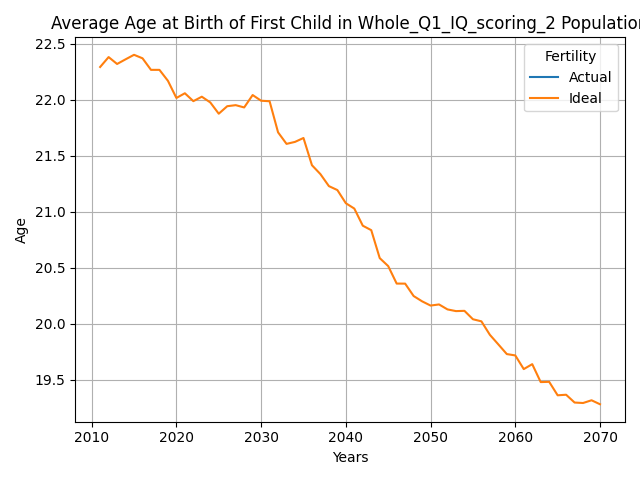 Average Age at Birth of First Child in Whole_Q1_IQ_scoring_2 Population
22.5
22.0
21.5
21.0
20.5
20.0
19.5
Age
Fertility
Actual
Ideal
2010 2020 2030 2040 2050 2060 2070
Years